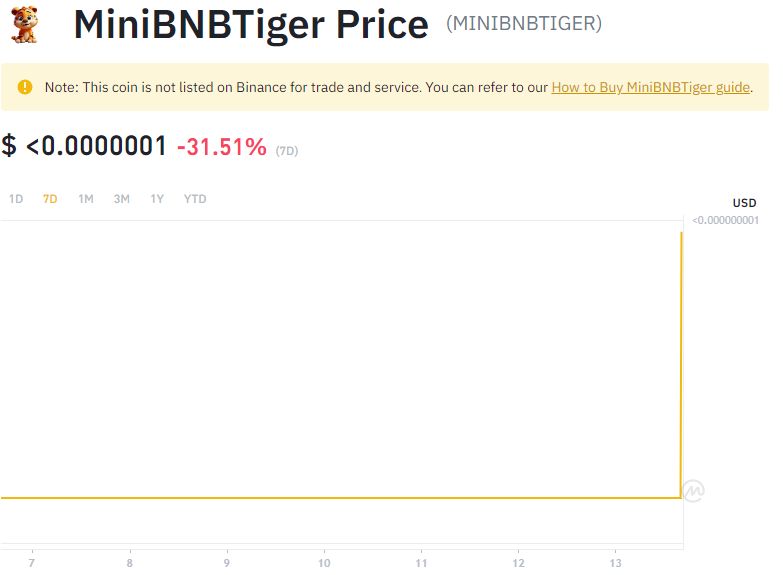 MiniBNBTiger Price (MINIBNBTIGER)
Note: This coin is not listed on Binance for trade and service. You can refer to our How to Buy MiniBNBTiger guide.
$ <0.0000001 -31.51% (7D)
1D 7D 1M 3M 1Y YTD
USD
<0.000000001
7 8 9 10 11 12 13